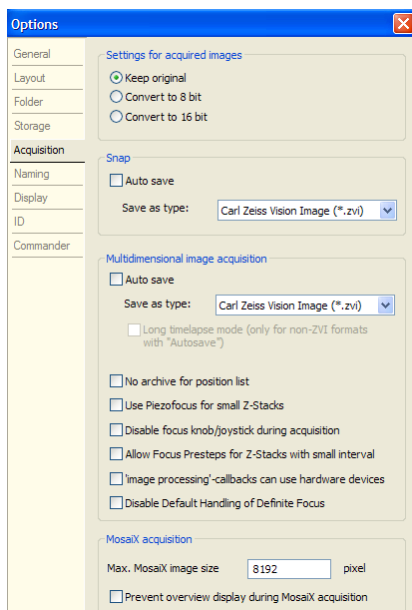 Options
General
Layout
Folder
Storage
Acquisition
Naming
Display
ID
Commander
Settings for acquired images
Keep original
Convert to 8 bit
Convert to 16 bit
Snap
Auto save
Save as type: Carl Zeiss Vision Image (*.zvi)
Multidimensional image acquisition
Auto save
Save as type: Carl Zeiss Vision Image (*.zvi)
Long timelapse mode (only for non-ZVI formats
with "Autosave")
No archive for position list
Use Piezofocus for small Z-Stacks
Disable focus knob/joystick during acquisition
Allow Focus Presteps for Z-Stacks with small interval
'image processing'-callbacks can use hardware devices
Disable Default Handling of Definite Focus
MosaiX acquisition
Max. MosaiX image size 8192 pixel
Prevent overview display during MosaiX acquisition